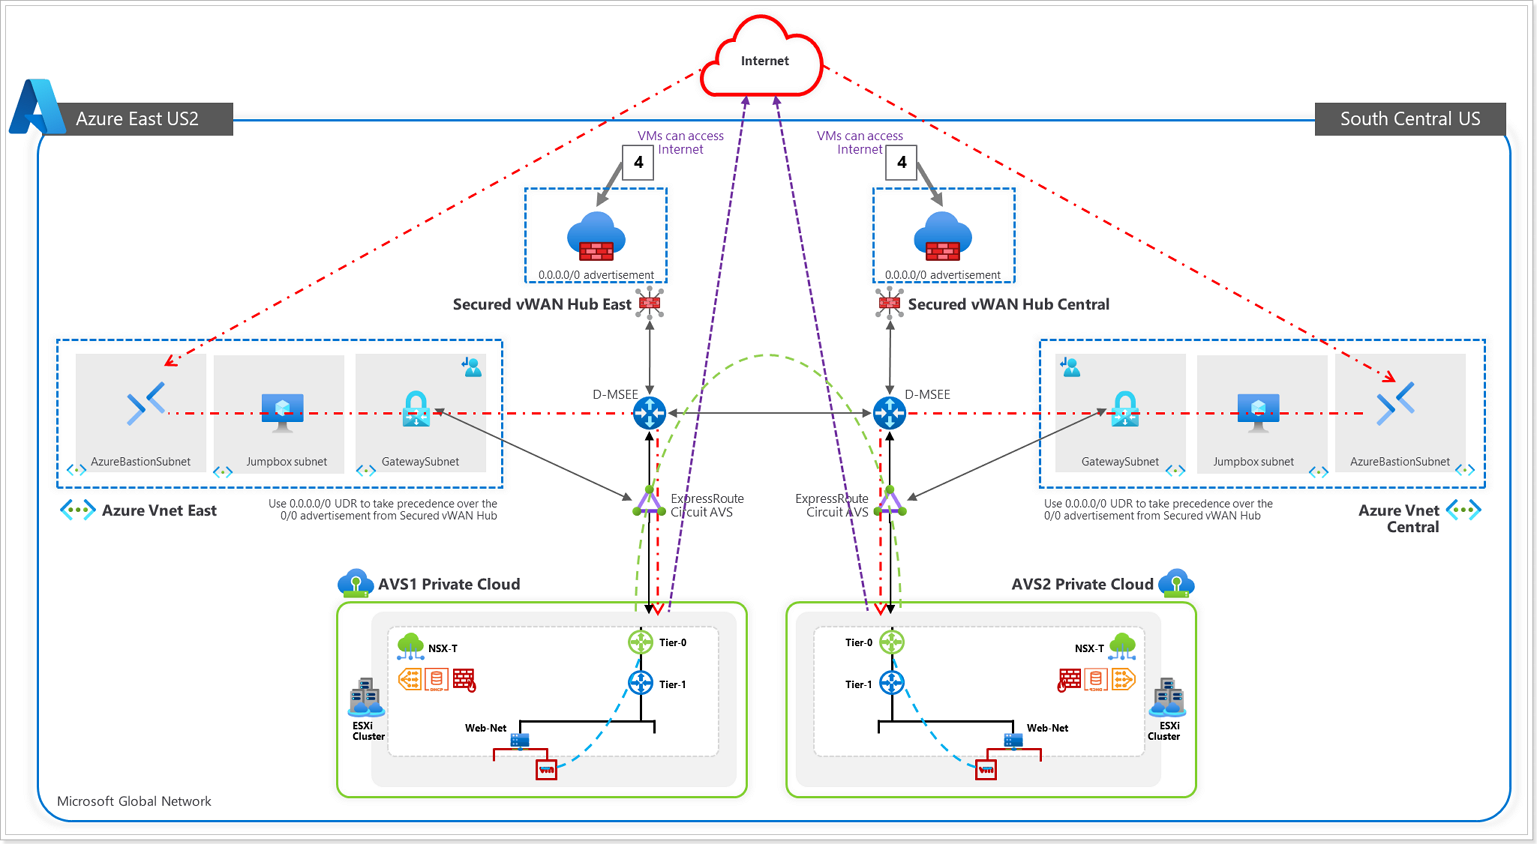 Internet
Azure East US2
South Central US
VMs can access
Internet
4
VMs can access
Internet
4
0.0.0.0/0 advertisement
0.0.0.0/0 advertisement
Secured vWAN Hub East
Secured vWAN Hub Central
D-MSEE
D-MSEE
AzureBastionSubnet
Jumpbox subnet
GatewaySubnet
GatewaySubnet
Jumpbox subnet
AzureBastionSubnet
Azure Vnet East
Use 0.0.0.0/0 UDR to take precedence over the
0/0 advertisement from Secured vWAN Hub
ExpressRoute
Circuit AVS
ExpressRoute
Circuit AVS
Use 0.0.0.0/0 UDR to take precedence over the
0/0 advertisement from Secured vWAN Hub
Azure Vnet
Central
AVS1 Private Cloud
AVS2 Private Cloud
NSX-T
Tier-0
Tier-1
Web-Net
ESXi
Cluster
vm
Tier-0
Tier-1
NSX-T
Web-Net
ESXi
Cluster
vm
Microsoft Global Network